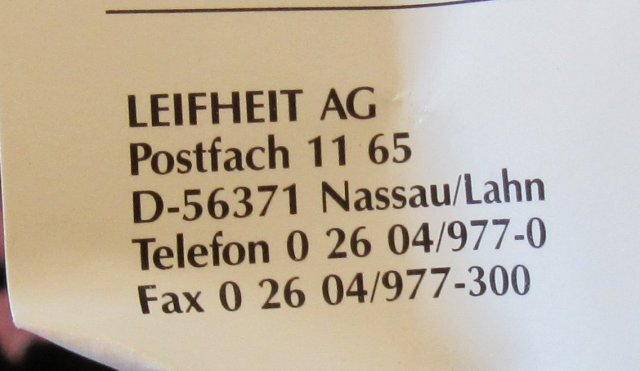 LEIFHEIT AG
Postfach 11 65
D-56371 Nassau/Lahn
Telefon 0 26 04/977-0
Fax 0 26 04/977-300